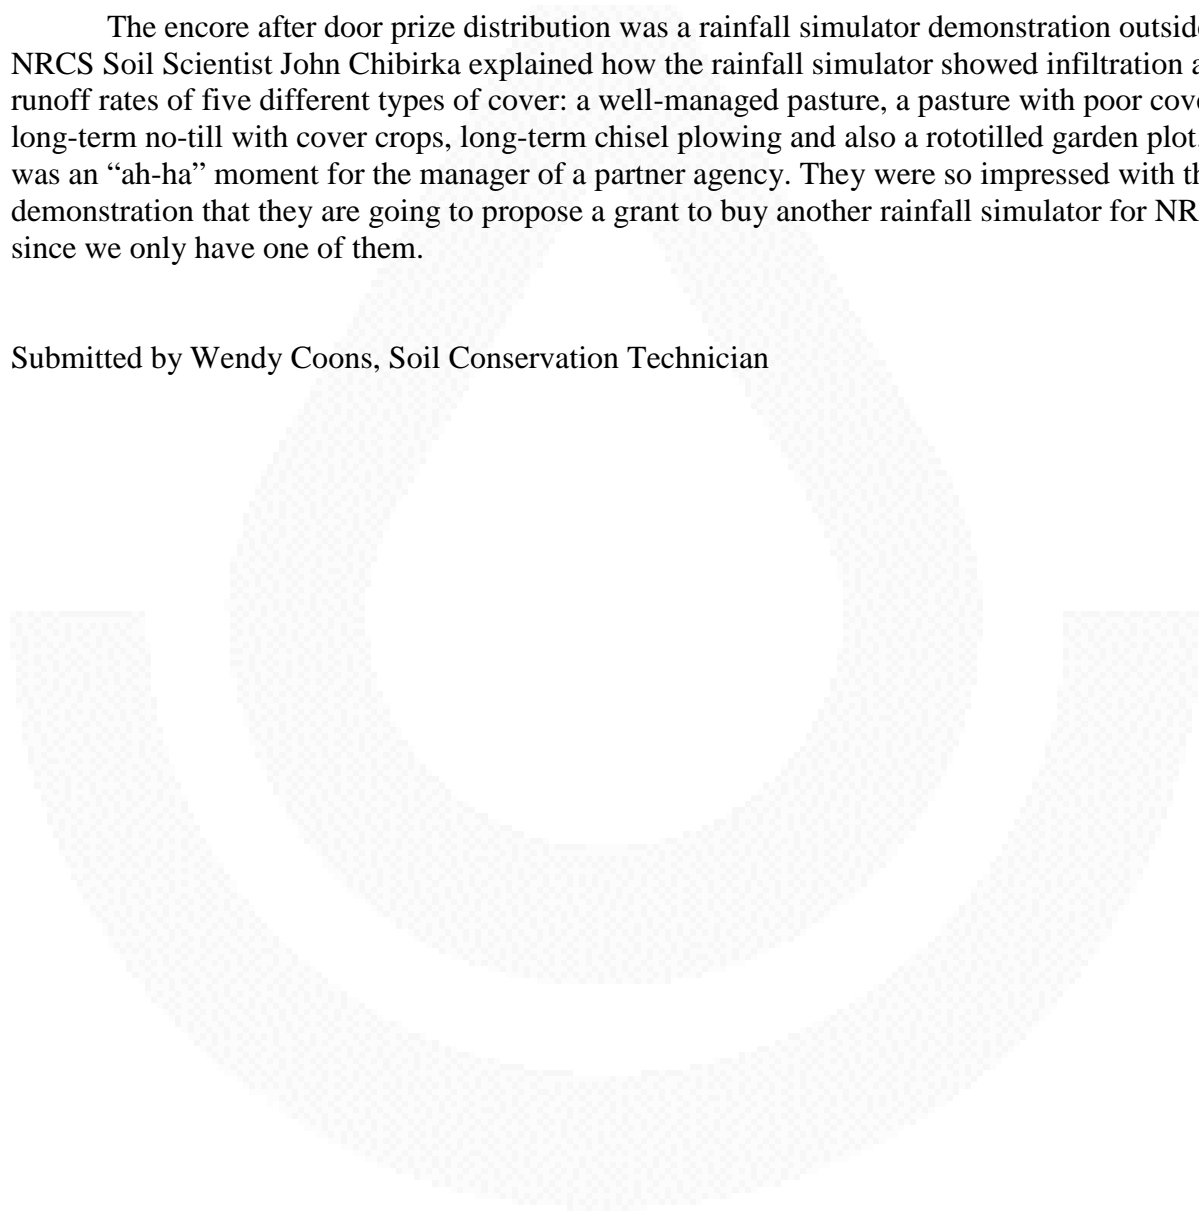 The encore after door prize distribution was a rainfall simulator demonstration outside
NRCS Soil Scientist John Chibirka explained how the rainfall simulator showed infiltration a
runoff rates of five different types of cover: a well-managed pasture, a pasture with poor cove
long-term no-till with cover crops, long-term chisel plowing and also a rototilled garden plot.
was an “ah-ha” moment for the manager of a partner agency. They were so impressed with th
demonstration that they are going to propose a grant to buy another rainfall simulator for NR
since we only have one of them.
Submitted by Wendy Coons, Soil Conservation Technician